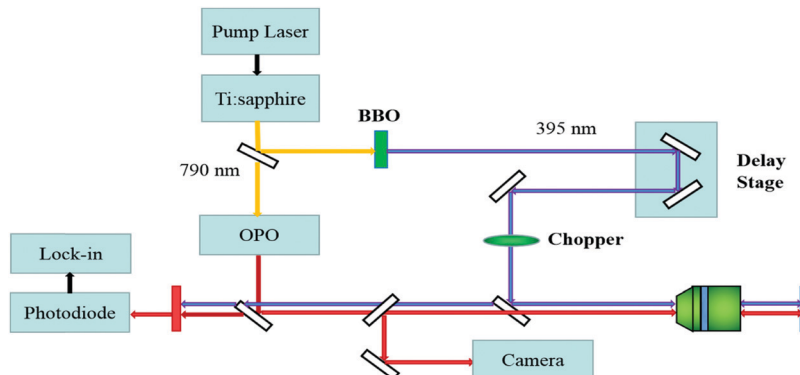 Pump Laser
Ti:sapphire
BBO
395 nm
790 nm
Delay
Stage
OPO
Chopper
Lock-in
Photodiode
Camera